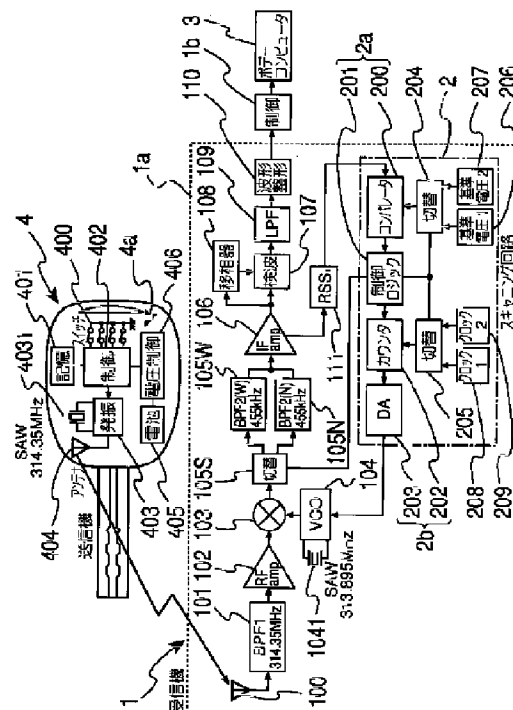 4
401
400
402
4a
406
403i
SAW
314.35MHz
スイッチ
記憶
制御
電圧制御
発振
電池
アンテナ
404
403
405
送信機
1
受信機
1a
1b
3
ボデーコンピュータ
制御
110
波形整形
109
LPF
108
移相器
検波
107
106
IF amp
105W
BPF2(W)
455kHz
BPF2(N)
455kHz
105N
105S
切替
103
102
RF amp
101
BPF1
314.35MHz
100
104
VCO
1041
SAW
313.895MHz
RSSi
111
201
2a
200
204
2
207
206
コンパレータ
切替
基準電圧2
基準電圧1
制御ロジック
カウンタ
切替
クロック2
クロック1
DA
203
202
2b
205
208
209
スキャニング回路